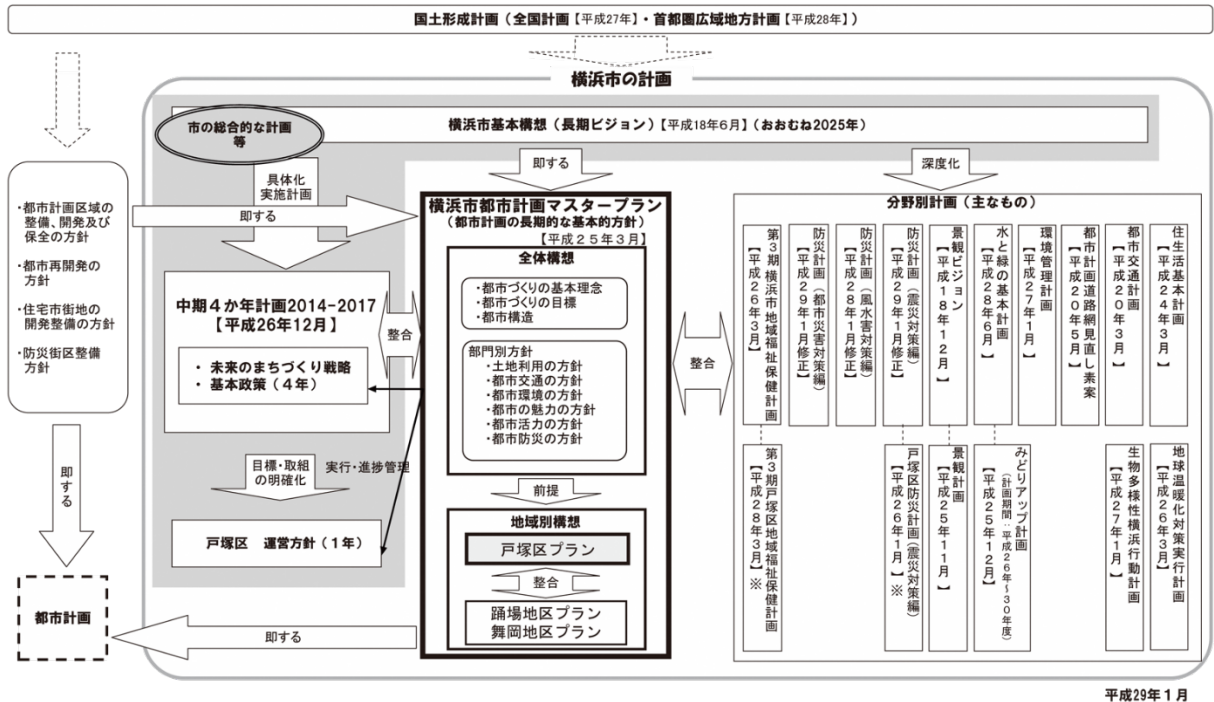 国土形成計画（全国計画【平成27年】・首都圏広域地方計画【平成28年】）
横浜市の計画
市の総合的な計画
等
横浜市基本構想（長期ビジョン）【平成18年6月】（おおむね2025年）
具体化
実施計画
即する
深度化
・都市計画区域の
整備、開発及び
保全の方針
・都市再開発の
方針
・住宅市街地の
開発整備の方針
・防災街区整備
方針
即する
即する
都市計画
中期４か年計画2014-2017
【平成26年12月】
・ 未来のまちづくり戦略
・ 基本政策（４年）
整合
目標・取組
の明確化
実行・進捗管理
戸塚区　運営方針（１年）
即する
横浜市都市計画マスタープラン
（都市計画の長期的な基本的方針）
【平成２５年３月】
全体構想
・都市づくりの基本理念
・都市づくりの目標
・都市構造
部門別方針
・土地利用の方針
・都市交通の方針
・都市環境の方針
・都市の魅力の方針
・都市活力の方針
・都市防災の方針
前提
地域別構想
戸塚区プラン
整合
踊場地区プラン
舞岡地区プラン
整合
分野別計画（主なもの）
住生活基本計画
【平成24年3月】
都市交通計画
【平成20年3月】
都市計画道路網見直し素案
【平成20年5月】
環境管理計画
【平成27年1月】
水と緑の基本計画
【平成28年6月】
景観ビジョン
【平成18年12月】
防災計画（震災対策編）
【平成29年1月修正】
防災計画（風水害対策編）
【平成28年1月修正】
防災計画（都市災害対策編）
【平成29年1月修正】
第3期横浜市地域福祉保健計画
【平成26年3月】
地球温暖化対策実行計画
【平成26年3月】
生物多様性横浜行動計画
【平成27年1月】
みどりアップ計画
（計画期間：平成26年～30年度）
【平成25年12月】
景観計画
【平成25年11月】
戸塚区防災計画（震災対策編）
【平成26年1月】※
第3期戸塚区地域福祉保健計画
【平成28年3月】※
平成29年１月